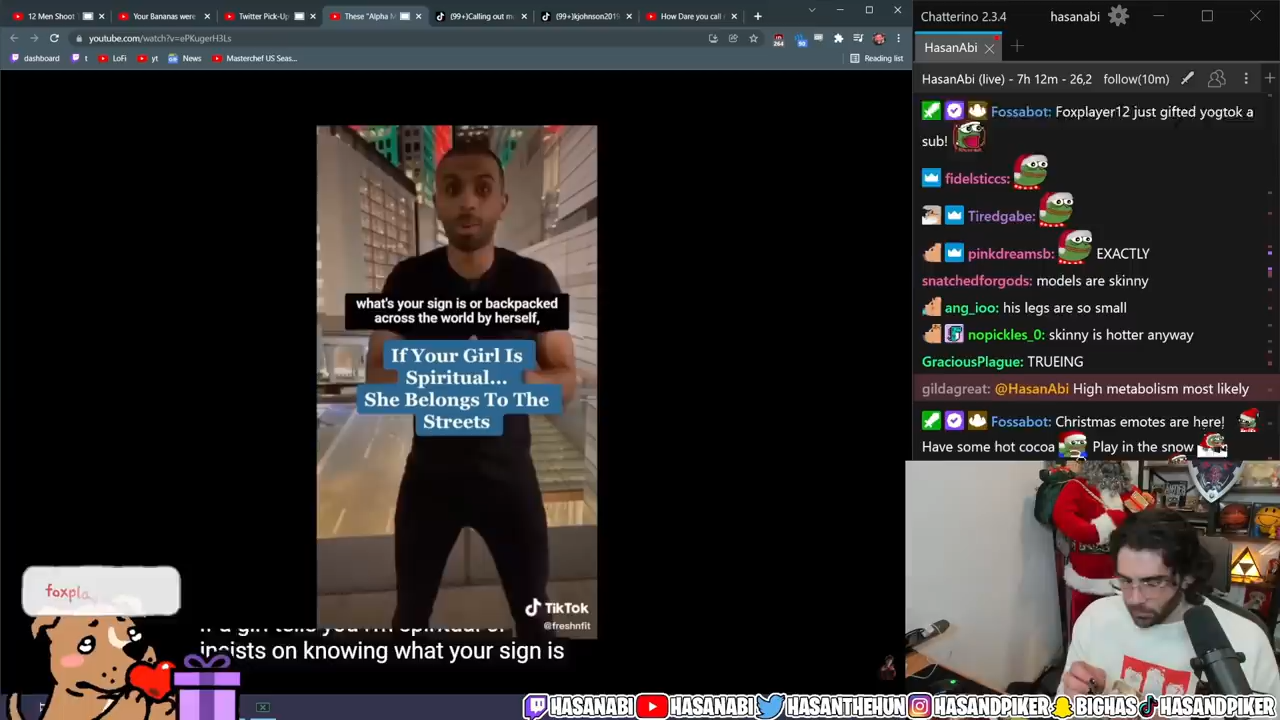 12 Men Shoot
Your Bananas were
Twitter Pick-Up
These "Alpha M
(99+)Calling out m
(99+)kjohnson2019
How Dare you call
youtube.com/watch?v=ePKugerH3Ls
264
90
dashboard
t
LoFi
yt
News
Masterchef US Seas...
Reading list
what's your sign is or backpacked
across the world by herself,
If Your Girl Is
Spiritual...
She Belongs To The
Streets
TikTok
@freshnfit
foxpla
insists on knowing what your sign is
Chatterino 2.3.4
hasanabi
HasanAbi
HasanAbi (live) - 7h 12m - 26,2
follow(10m)
Fossabot: Foxplayer12 just gifted yogtok a
sub!
fidelsticcs:
Tiredgabe:
pinkdreamsb: EXACTLY
snatchedforgods: models are skinny
ang_ioo: his legs are so small
nopickles_0: skinny is hotter anyway
GraciousPlague: TRUEING
gildagreat: @HasanAbi High metabolism most likely
Fossabot: Christmas emotes are here!
Have some hot cocoa Play in the snow
HASANABI HASANABI HASANTHEHUN HASANDPIKER BIGHAS HASANDPIKER